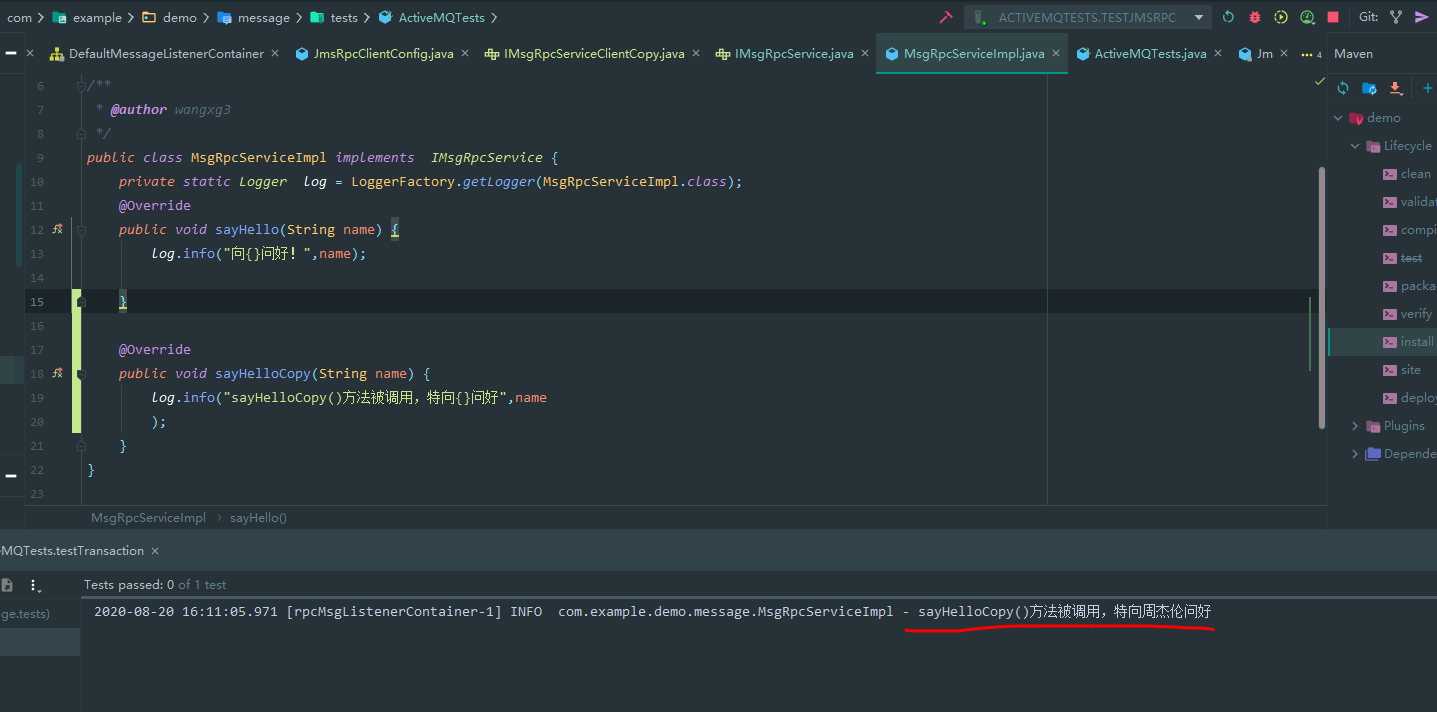 com example demo message tests ActiveMQTests ACTIVEMQTESTS.TESTJMSRPC Git:
DefaultMessageListenerContainer JmsRpcClientConfig.java IMsgRpcServiceClientCopy.java IMsgRpcService.java MsgRpcServiceImpl.java ActiveMQTests.java Jm 4 Maven
6 /**
7 * @author wangxg3
8 */
9 public class MsgRpcServiceImpl implements IMsgRpcService {
10 private static Logger log = LoggerFactory.getLogger(MsgRpcServiceImpl.class);
11 @Override
12 public void sayHello(String name) {
13 log.info("向{}问好！",name);
14
15 }
16
17 @Override
18 public void sayHelloCopy(String name) {
19 log.info("sayHelloCopy()方法被调用，特向{}问好",name
20 );
21 }
22 }
23
demo
Lifecycle
clean
validat
compi
test
packa
verify
install
site
deploy
Plugins
Depende
MsgRpcServiceImpl sayHello()
eMQTests.testTransaction
Tests passed: 0 of 1 test
ge.tests)
2020-08-20 16:11:05.971 [rpcMsgListenerContainer-1] INFO com.example.demo.message.MsgRpcServiceImpl - sayHelloCopy()方法被调用，特向周杰伦问好